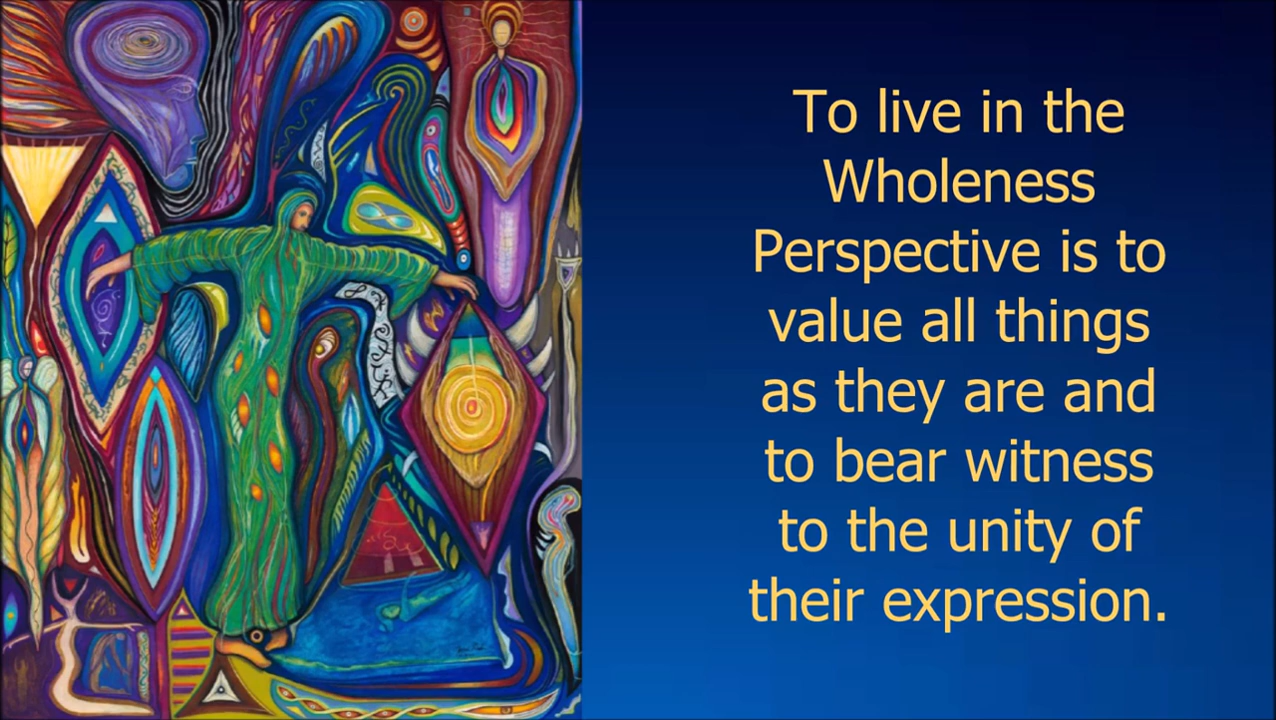 To live in the
Wholeness
Perspective is to
value all things
as they are and
to bear witness
to the unity of
their expression.